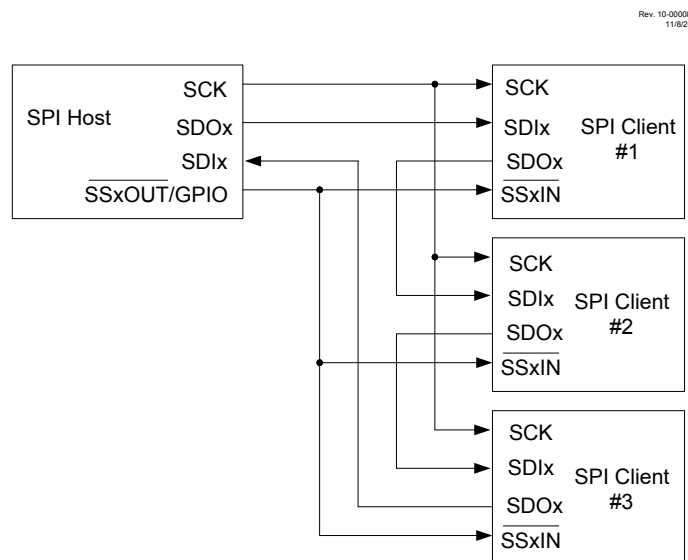 Rev. 10-0000
11/8/2
SPI Host
SCK
SDOx
SDIx
SSxOUT/GPIO
SCK
SDIx
SDOx
SSxIN
SPI Client
#1
SCK
SDIx
SDOx
SSxIN
SPI Client
#2
SCK
SDIx
SDOx
SSxIN
SPI Client
#3